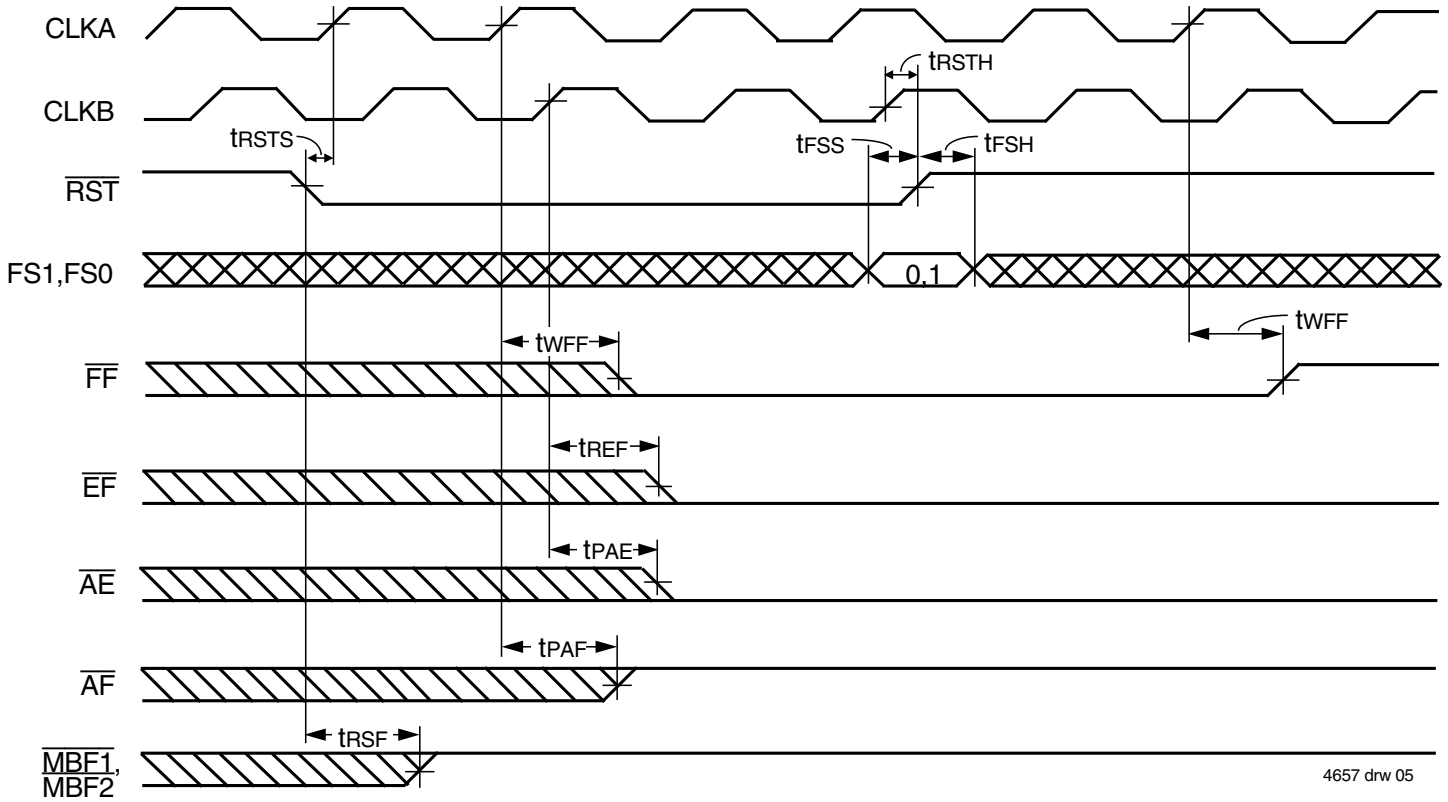 CLKA
tRSTH
CLKB
tRSTS
tFSS
tFSH
RST
FS1,FS0
0,1
tWFF
tWFF
FF
tREF
EF
tPAE
AE
tPAF
AF
tRSF
MBF1,
MBF2
4657 drw 05